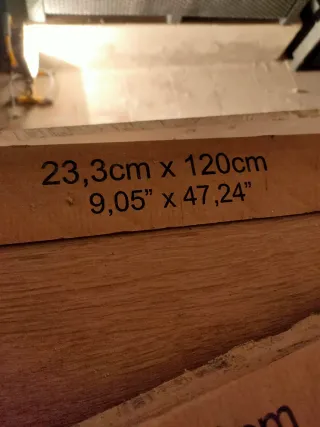 23,3cm x 120cm
9,05” x 47,24”